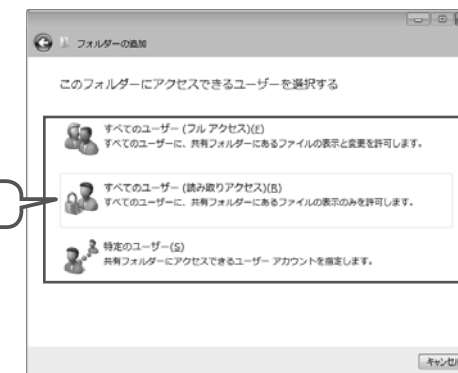 フォルダーの追加
このフォルダーにアクセスできるユーザーを選択する
すべてのユーザー (フル アクセス)(F)
すべてのユーザーに、共有フォルダーにあるファイルの表示と変更を許可します。
すべてのユーザー (読み取りアクセス)(R)
すべてのユーザーに、共有フォルダーにあるファイルの表示のみを許可します。
特定のユーザー(S)
共有フォルダーにアクセスできるユーザー アカウントを指定します。
キャンセル